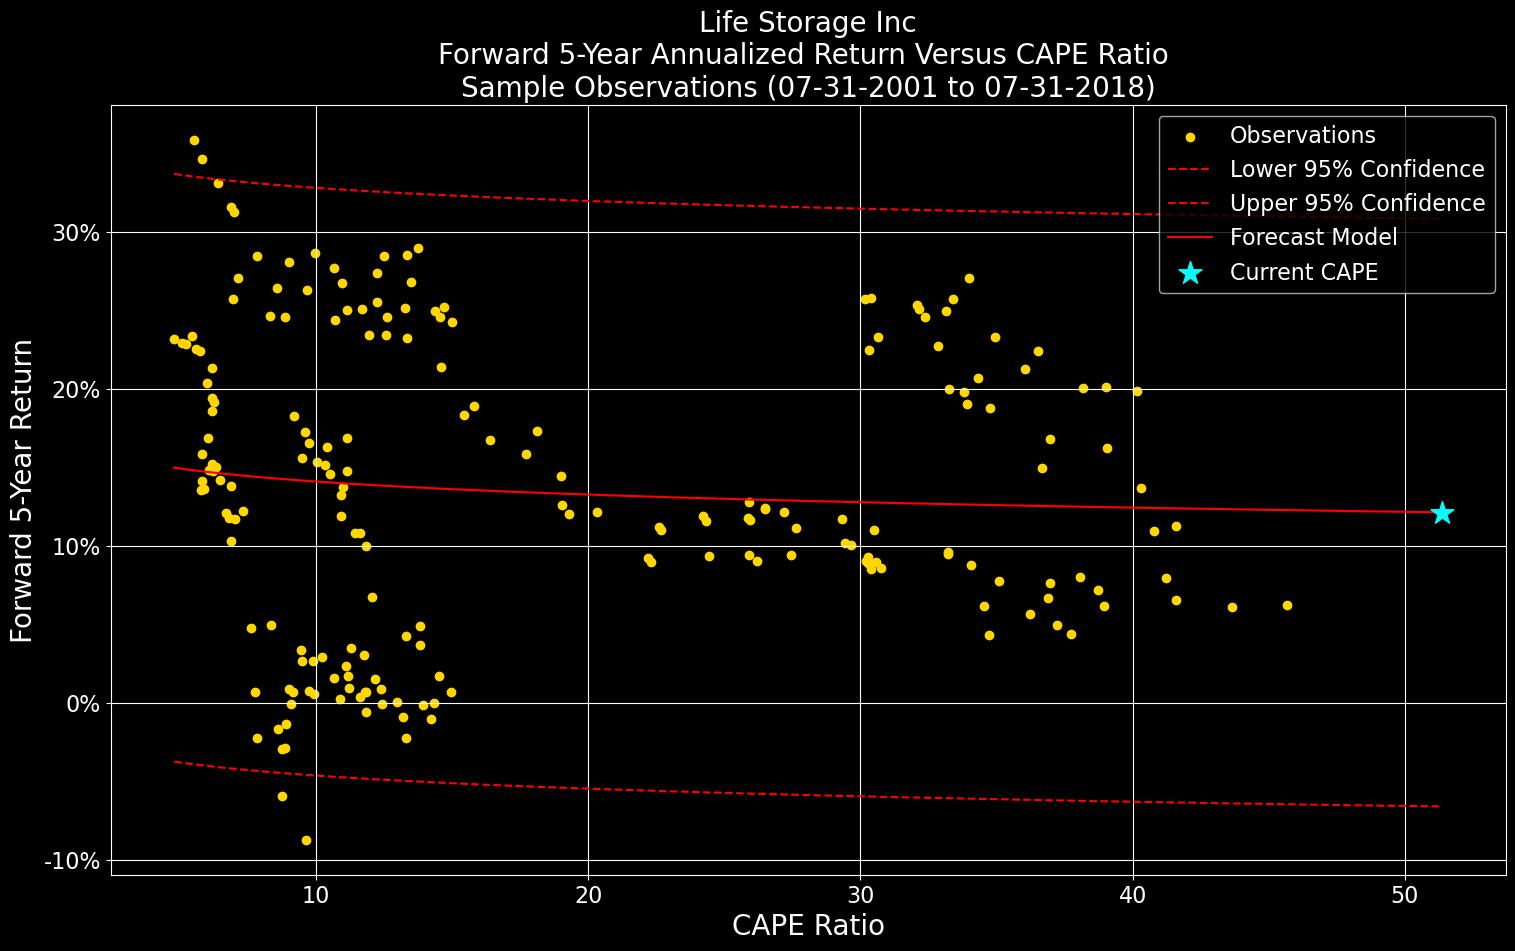 Life Storage Inc
Forward 5-Year Annualized Return Versus CAPE Ratio
Sample Observations (07-31-2001 to 07-31-2018)
Observations
Lower 95% Confidence
Upper 95% Confidence
Forecast Model
Current CAPE
Forward 5-Year Return
30%
20%
10%
0%
-10%
10
20
30
40
50
CAPE Ratio